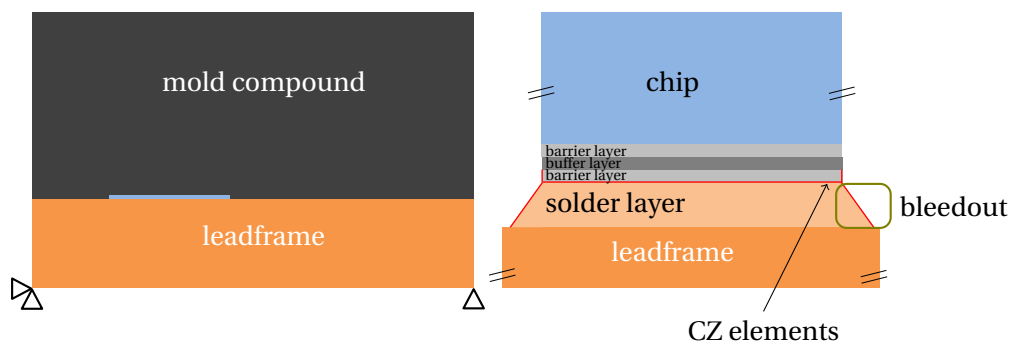 mold compound
leadframe
chip
barrier layer
buffer layer
barrier layer
solder layer
bleedout
leadframe
CZ elements